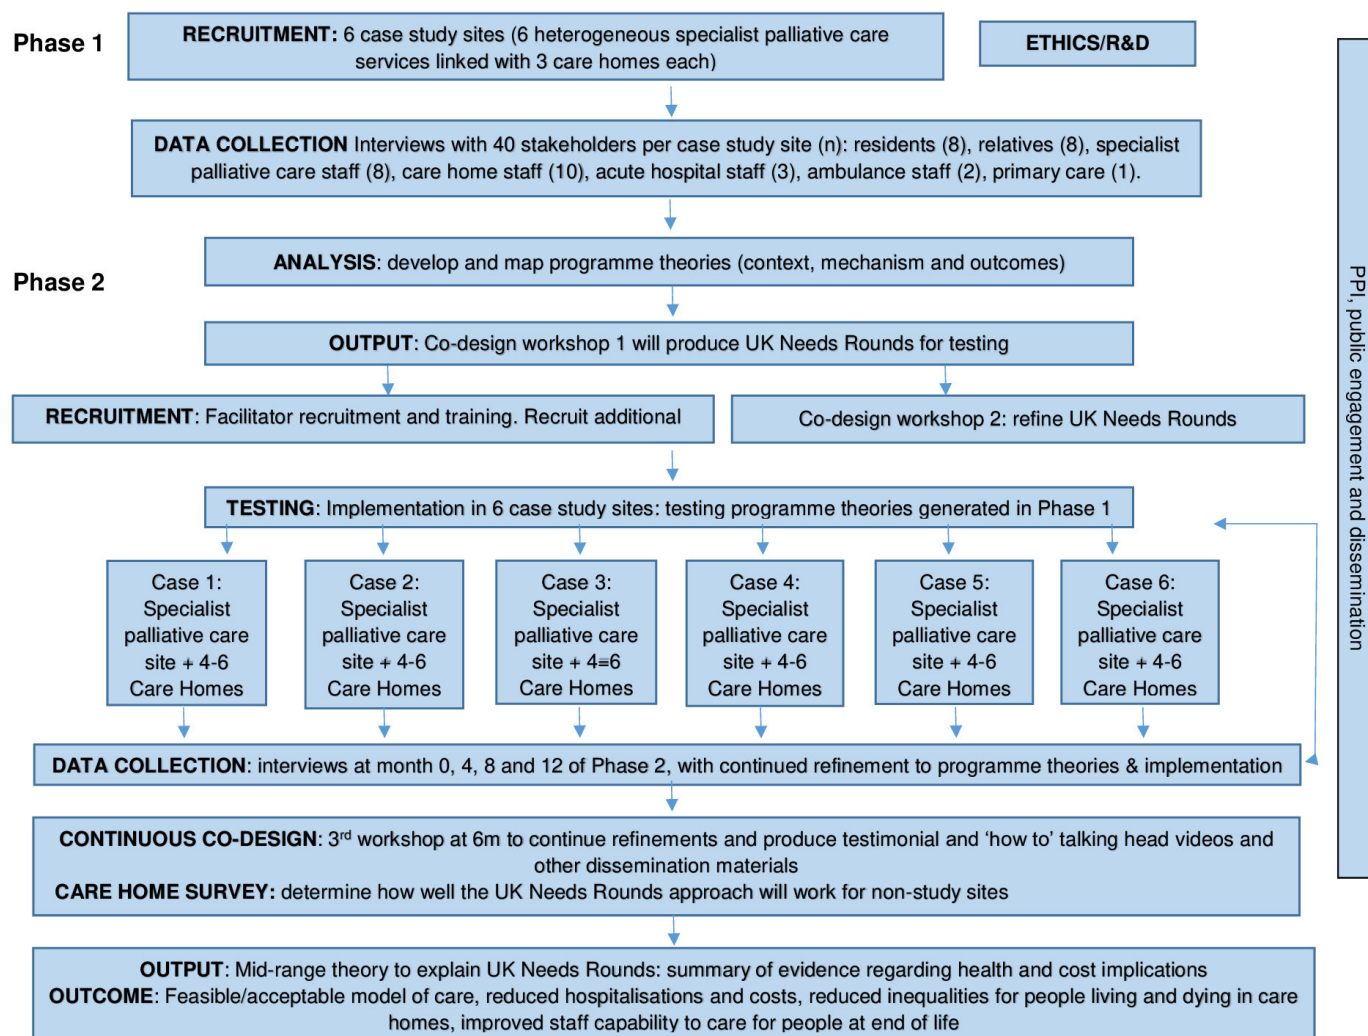 Phase 1
RECRUITMENT: 6 case study sites (6 heterogeneous specialist palliative care
services linked with 3 care homes each)
ETHICS/R&D
DATA COLLECTION Interviews with 40 stakeholders per case study site (n): residents (8), relatives (8), specialist
palliative care staff (8), care home staff (10), acute hospital staff (3), ambulance staff (2), primary care (1).
ANALYSIS: develop and map programme theories (context, mechanism and outcomes)
Phase 2
OUTPUT: Co-design workshop 1 will produce UK Needs Rounds for testing
RECRUITMENT: Facilitator recruitment and training. Recruit additional
Co-design workshop 2: refine UK Needs Rounds
TESTING: Implementation in 6 case study sites: testing programme theories generated in Phase 1
Case 1:
Specialist
palliative care
site + 4-6
Care Homes
Case 2:
Specialist
palliative care
site + 4-6
Care Homes
Case 3:
Specialist
palliative care
site + 4≡6
Care Homes
Case 4:
Specialist
palliative care
site + 4-6
Care Homes
Case 5:
Specialist
palliative care
site + 4-6
Care Homes
Case 6:
Specialist
palliative care
site + 4-6
Care Homes
DATA COLLECTION: interviews at month 0, 4, 8 and 12 of Phase 2, with continued refinement to programme theories & implementation
CONTINUOUS CO-DESIGN: 3rd workshop at 6m to continue refinements and produce testimonial and ‘how to’ talking head videos and
other dissemination materials
CARE HOME SURVEY: determine how well the UK Needs Rounds approach will work for non-study sites
OUTPUT: Mid-range theory to explain UK Needs Rounds: summary of evidence regarding health and cost implications
OUTCOME: Feasible/acceptable model of care, reduced hospitalisations and costs, reduced inequalities for people living and dying in care
homes, improved staff capability to care for people at end of life
PPI, public engagement and dissemination